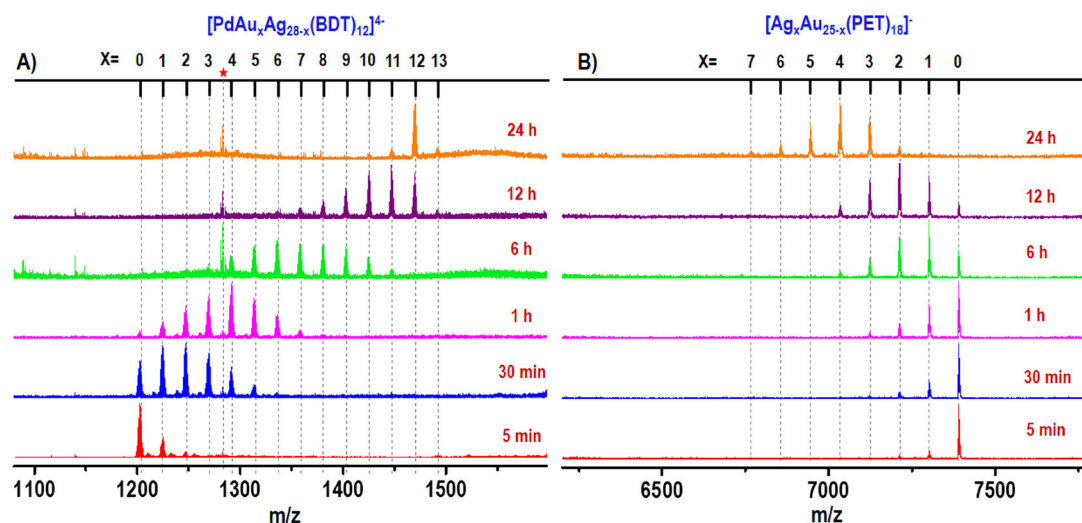 [PdAuxAg28-x(BDT)12]4-
A) X= 0 1 2 3 ★ 4 5 6 7 8 9 10 11 12 13
24 h
12 h
6 h
1 h
30 min
5 min
1100 1200 1300 1400 1500
m/z
[AgxAu25-x(PET)18]-
B) X= 7 6 5 4 3 2 1 0
24 h
12 h
6 h
1 h
30 min
5 min
6500 7000 7500
m/z